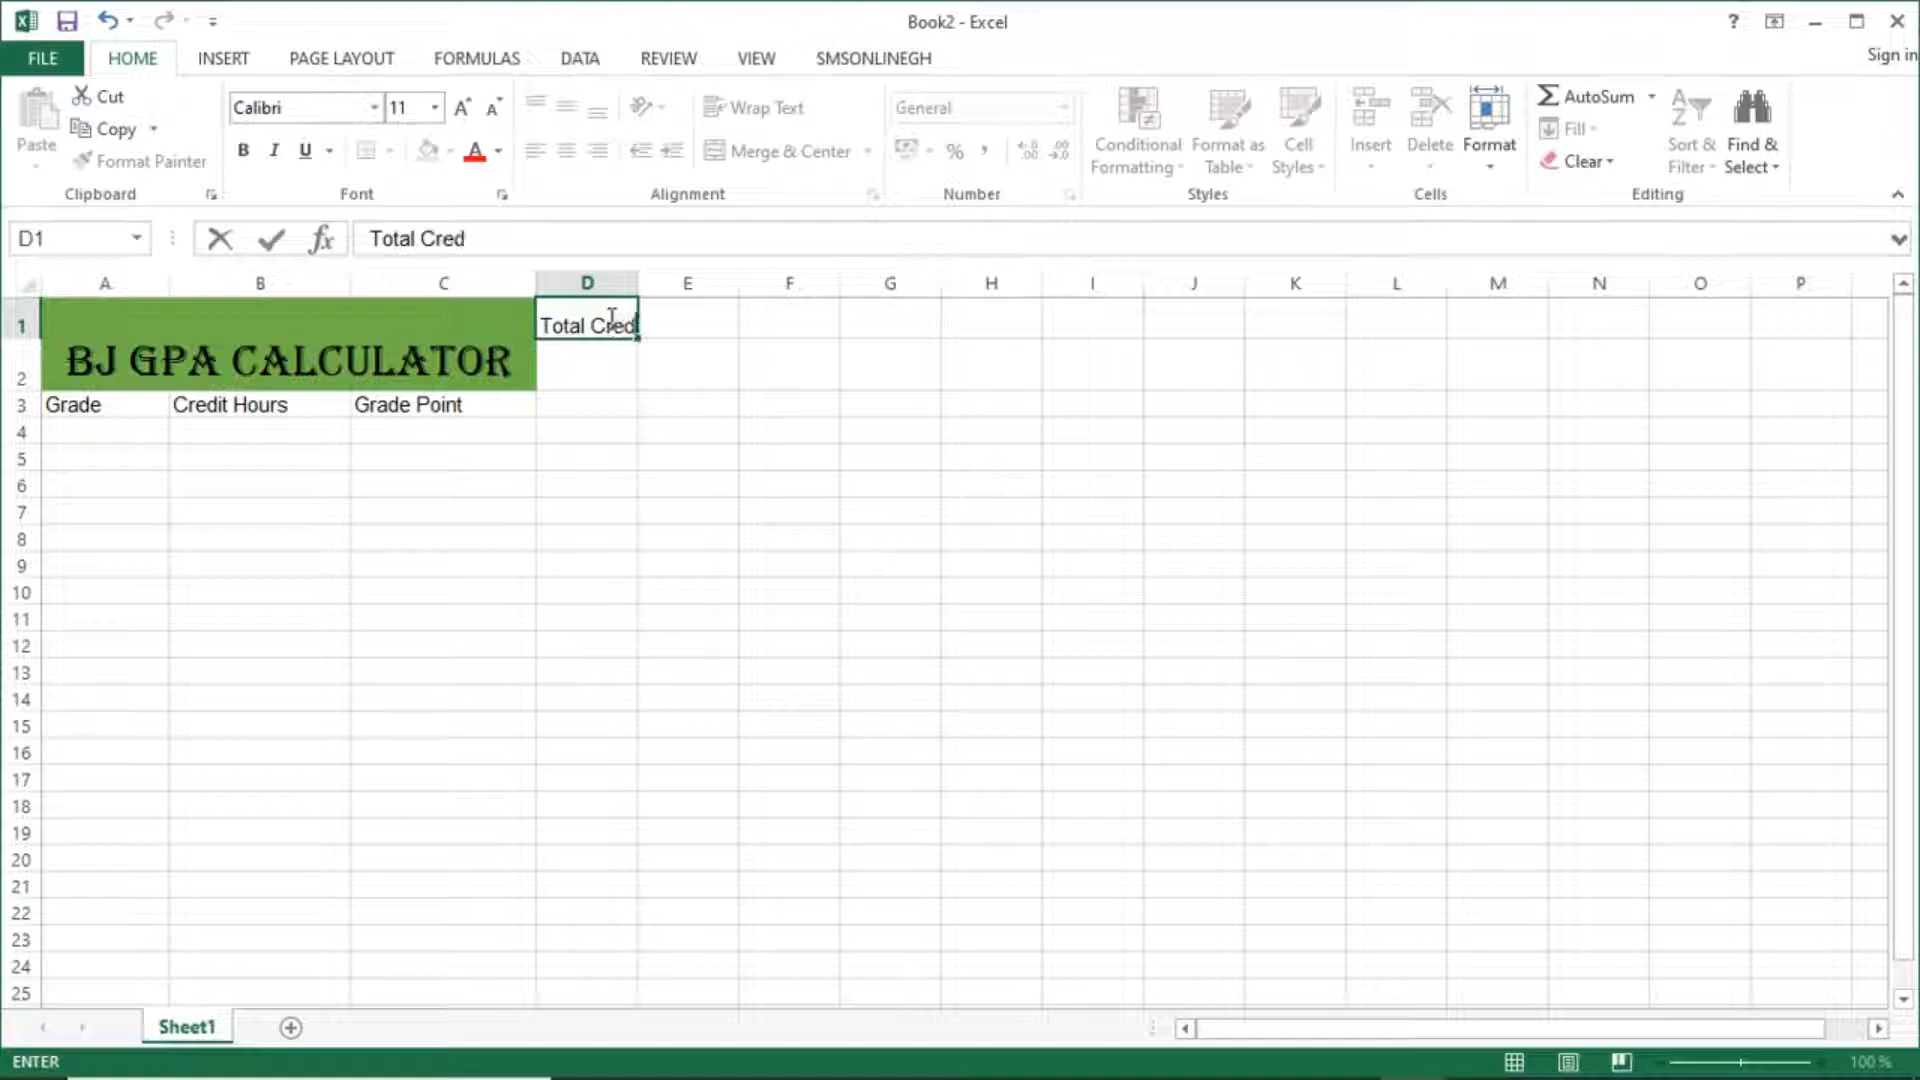 Book2 - Excel
?
Sign in
FILE HOME INSERT PAGE LAYOUT FORMULAS DATA REVIEW VIEW SMSONLINEGH
Paste
Cut
Copy
Format Painter
Clipboard
Calibri 11
B I U A
Font
Wrap Text
Merge & Center
Alignment
General
%
Number
Conditional Formatting
Format as Table
Cell Styles
Styles
Insert Delete Format
Cells
AutoSum
Fill
Clear
Sort & Filter
Find & Select
Editing
D1 fx Total Cred
A B C D E F G H I J K L M N O P
1 Total Cred
BJ GPA CALCULATOR
2
3 Grade Credit Hours Grade Point
4
5
6
7
8
9
10
11
12
13
14
15
16
17
18
19
20
21
22
23
24
25
Sheet1
ENTER 100 %